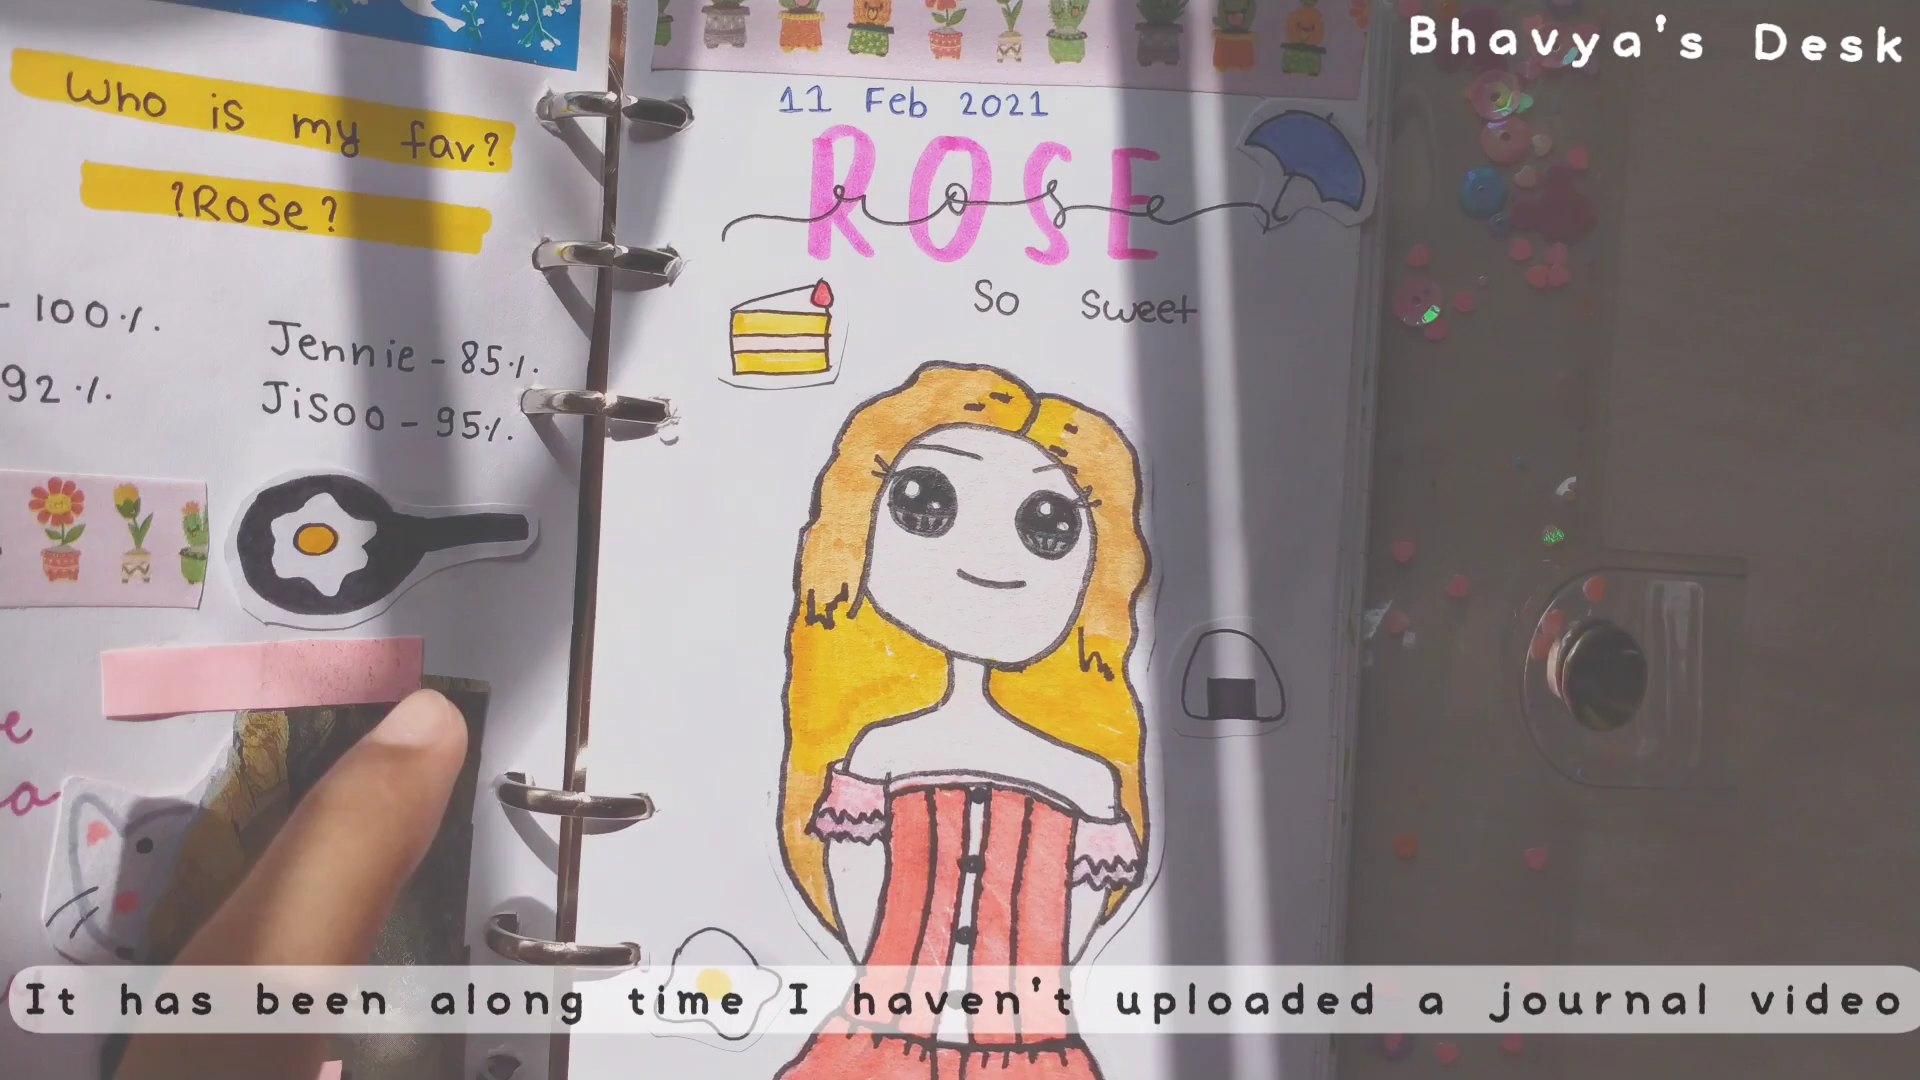 Bhavya's Desk
Who is my fav?
?Rose?
- 100%.
92%.
Jennie - 85%.
Jisoo - 95%.
11 Feb 2021
ROSE
rose
So Sweet
It has been along time I haven't uploaded a journal video